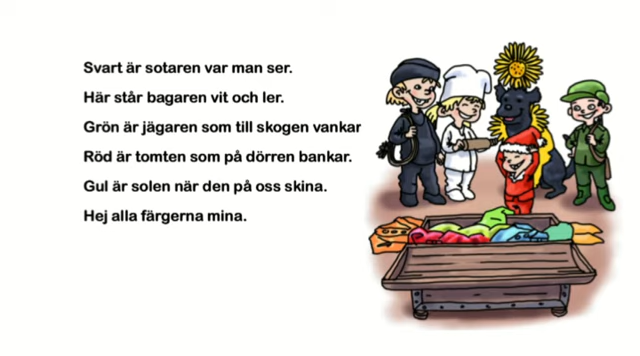 Svart är sotaren var man ser.
Här står bagaren vit och ler.
Grön är jägaren som till skogen vankar
Röd är tomten som på dörren bankar.
Gul är solen när den på oss skina.
Hej alla färgerna mina.